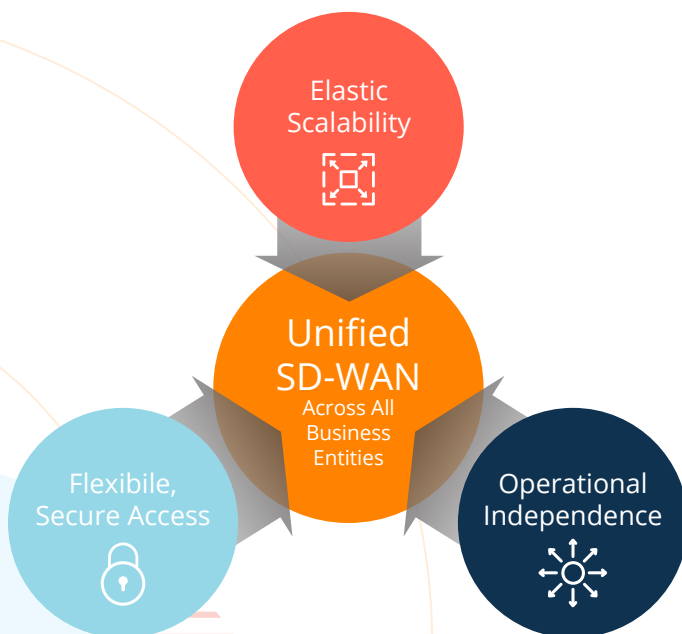 Elastic
Scalability
Unified
SD-WAN
Across All
Business
Entities
Flexibile,
Secure Access
Operational
Independence